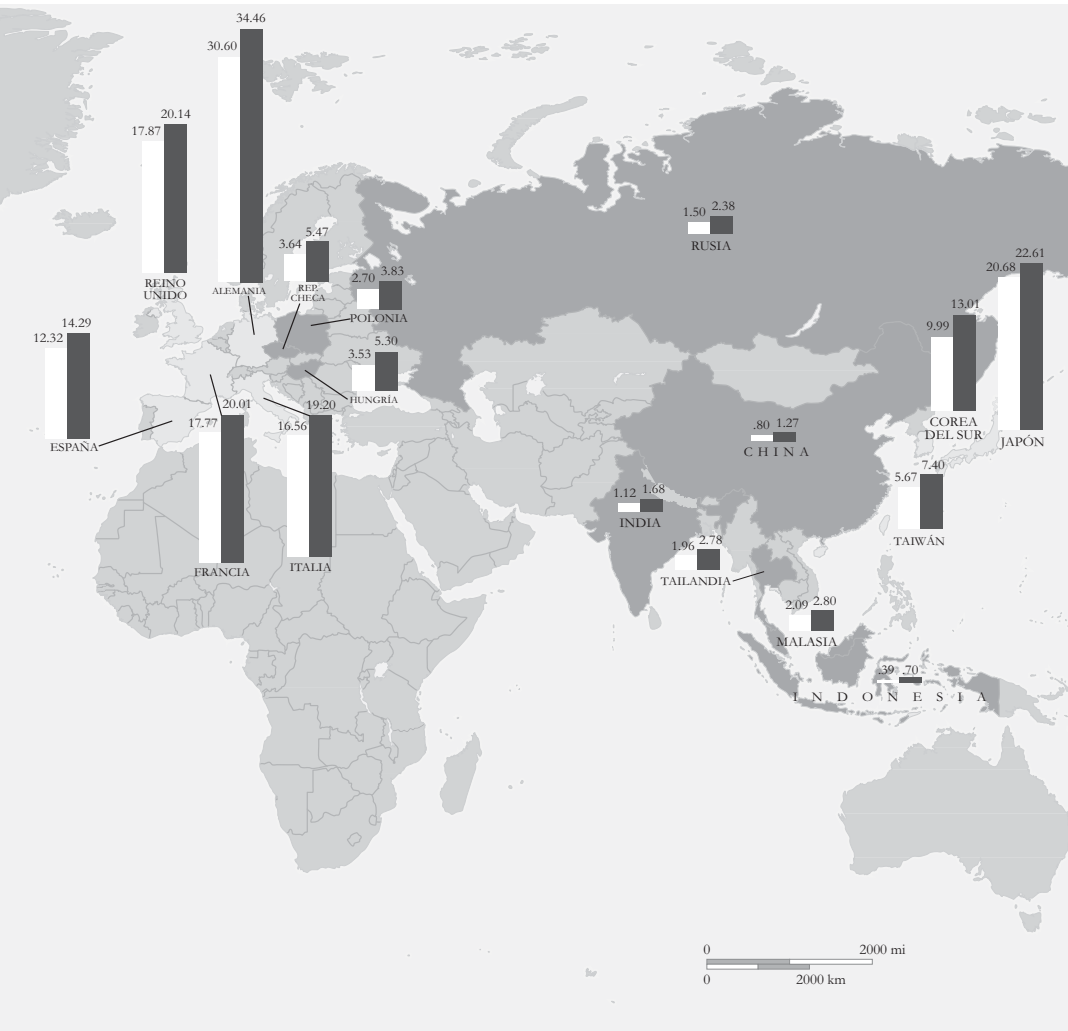 34.46
30.60
20.14
17.87
REINO
UNIDO
ALEMANIA
5.47
3.64
REP.
CHECA
3.83
2.70
POLONIA
1.50 2.38
RUSIA
14.29
12.32
ESPAÑA
5.30
3.53
HUNGRÍA
20.01
17.77
FRANCIA
19.20
16.56
ITALIA
.80 1.27
CHINA
1.12 1.68
INDIA
1.96 2.78
TAILANDIA
2.09 2.80
MALASIA
.39 .70
INDONESIA
13.01
9.99
COREA
DEL SUR
22.61
20.68
JAPÓN
7.40
5.67
TAIWÁN
0 2000 mi
0 2000 km